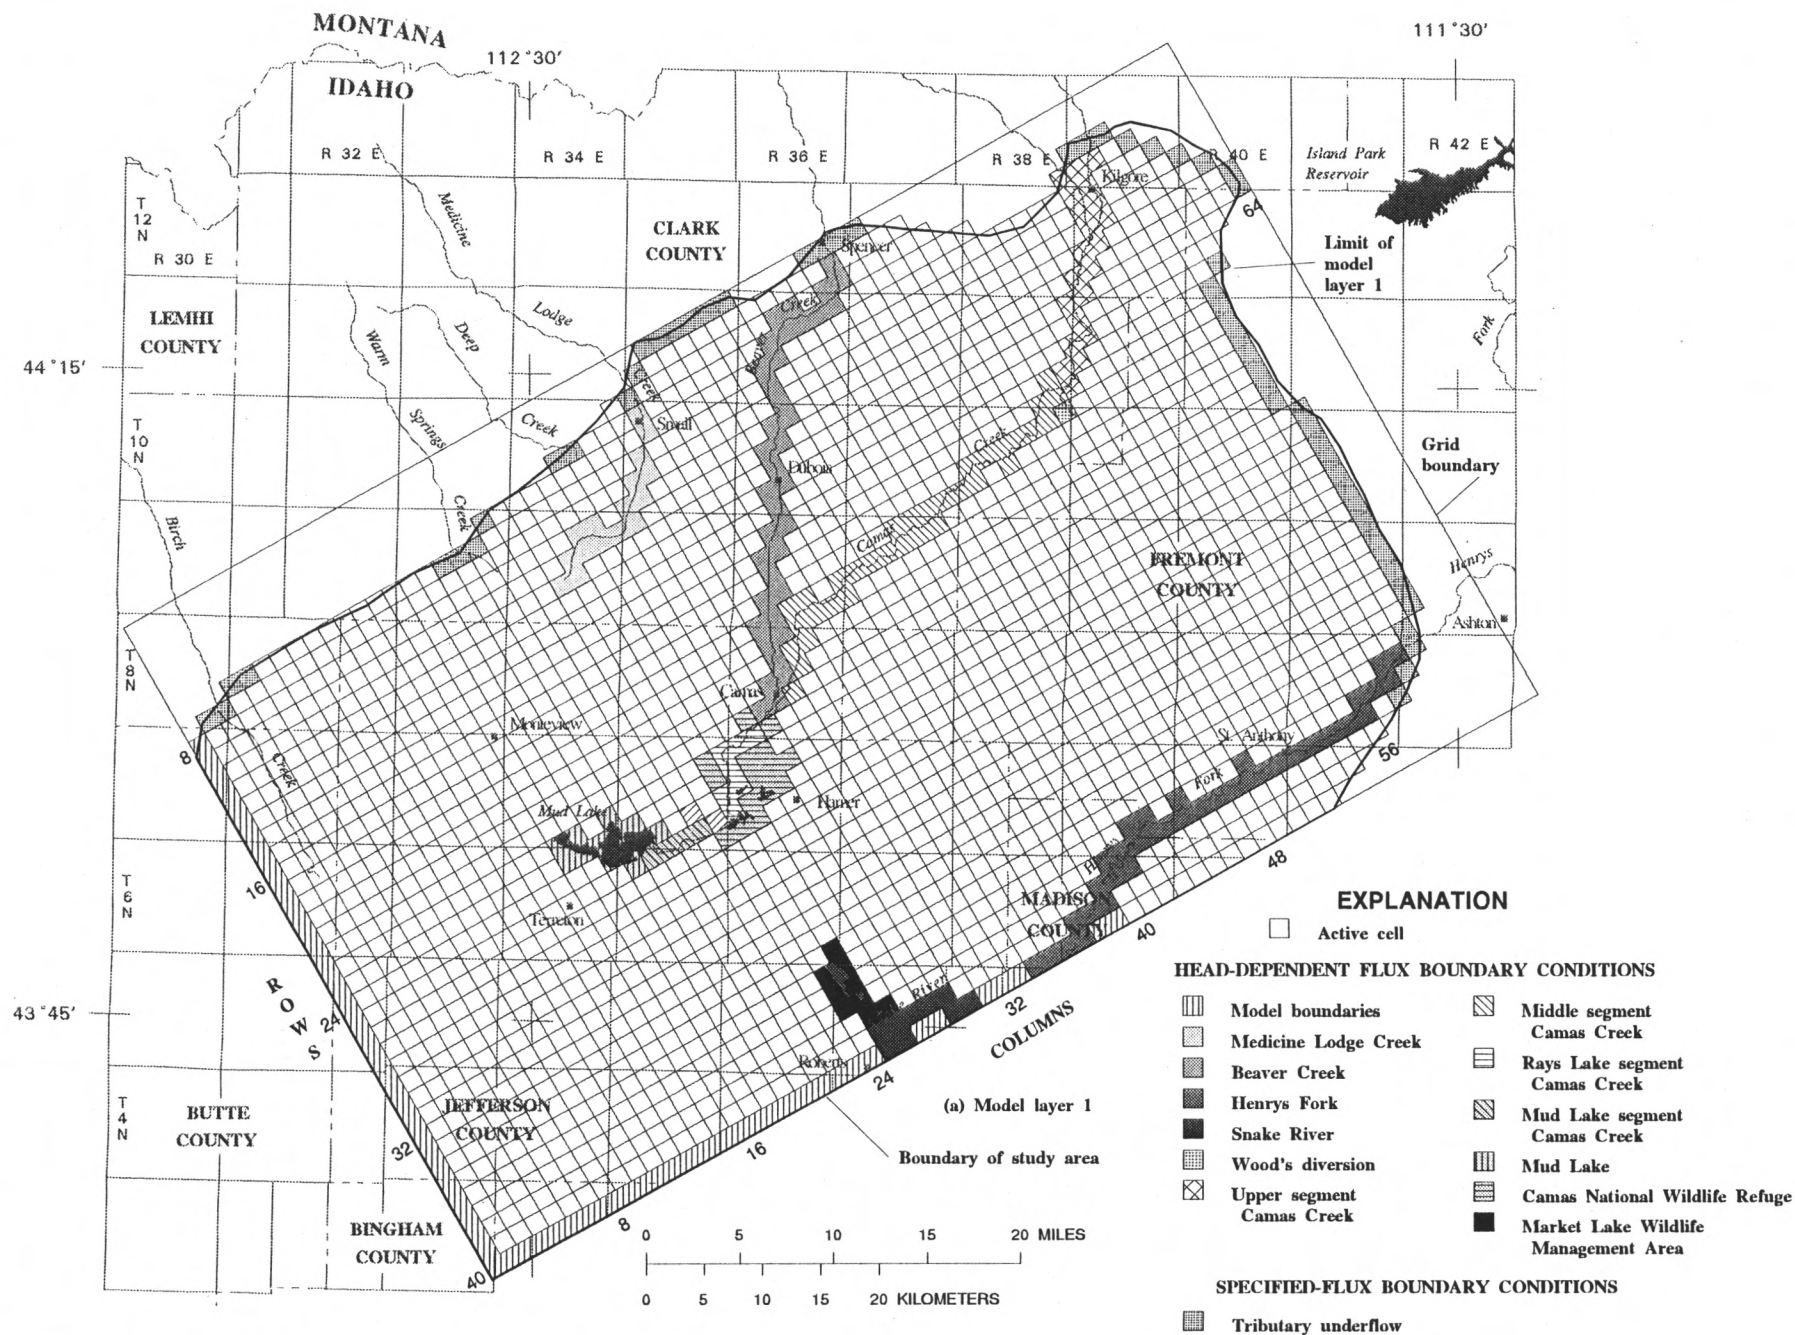 MONTANA
IDAHO
112°30′
111°30′
R 32 E
R 34 E
R 36 E
R 38 E
R 40 E
R 42 E
Island Park
Reservoir
Kilgore
T
12
N
R 30 E
Medicine
CLARK
COUNTY
Spencer
64
Limit of
model
layer 1
LEMHI
COUNTY
Warm
Deep
Lodge
Creek
Beaver
Creek
Fork
44°15′
Springs
Creek
Creek
Small
T
10
N
Dubois
Creek
Grid
boundary
Birch
Creek
Camas
FREMONT
COUNTY
Henrys
Ashton
T
8
N
Camas
8
Monteview
Creek
St. Anthony
56
Mud Lake
Hamer
Fork
Henrys
48
16
T
6
N
Terreton
MADISON
COUNTY
40
ROWS
24
43°45′
River
32
COLUMNS
Roberts
24
JEFFERSON
COUNTY
(a) Model layer 1
T
4
N
BUTTE
COUNTY
32
16
Boundary of study area
BINGHAM
COUNTY
8
40
0 5 10 15 20 MILES
0 5 10 15 20 KILOMETERS
EXPLANATION
Active cell
HEAD-DEPENDENT FLUX BOUNDARY CONDITIONS
Model boundaries
Medicine Lodge Creek
Beaver Creek
Henrys Fork
Snake River
Wood's diversion
Upper segment
Camas Creek
Middle segment
Camas Creek
Rays Lake segment
Camas Creek
Mud Lake segment
Camas Creek
Mud Lake
Camas National Wildlife Refuge
Market Lake Wildlife
Management Area
SPECIFIED-FLUX BOUNDARY CONDITIONS
Tributary underflow